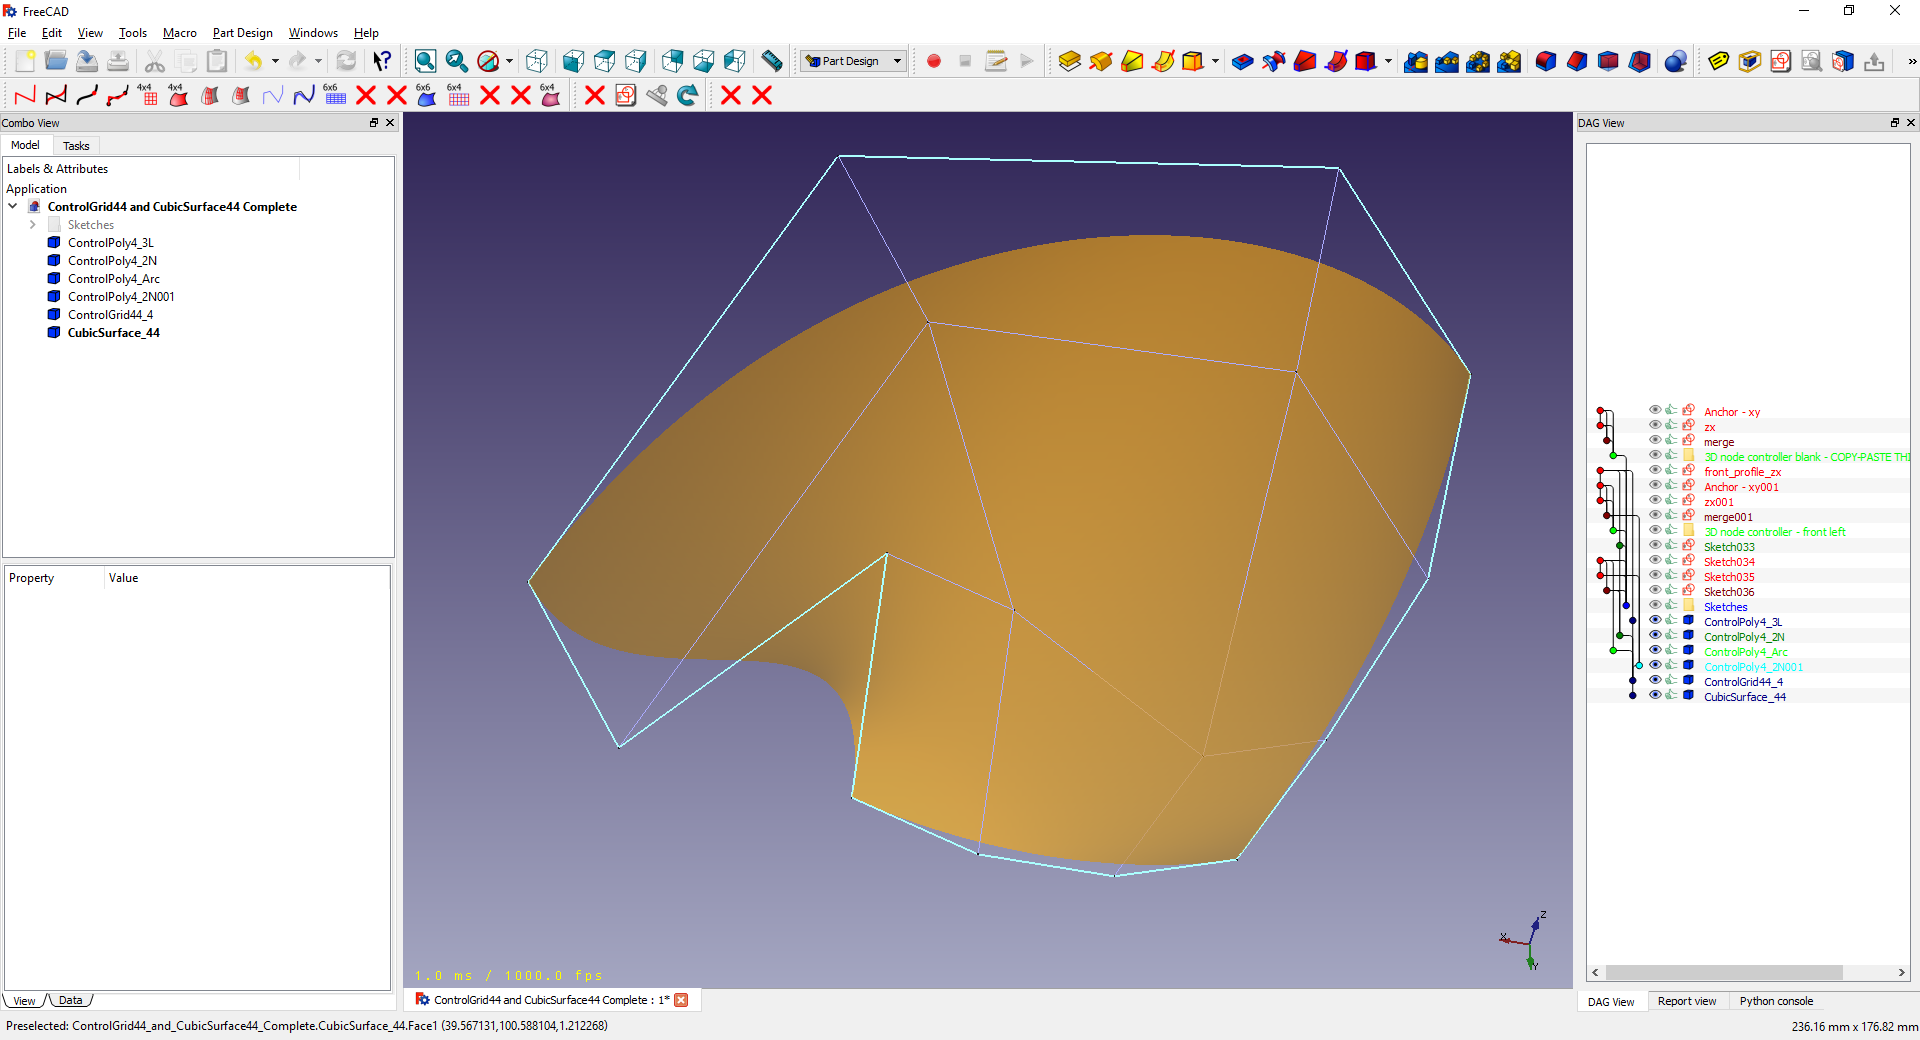 FreeCAD
File Edit View Tools Macro Part Design Windows Help
Part Design
»
4x4 4x4 6x6 6x6 6x4 6x4
Combo View
Model Tasks
Labels & Attributes
Application
ControlGrid44 and CubicSurface44 Complete
Sketches
ControlPoly4_3L
ControlPoly4_2N
ControlPoly4_Arc
ControlPoly4_2N001
ControlGrid44_4
CubicSurface_44
Property Value
View Data
1.0 ms / 1000.0 fps
X Z Y
ControlGrid44 and CubicSurface44 Complete : 1*
DAG View
Anchor - xy
zx
merge
3D node controller blank - COPY-PASTE THI
front_profile_zx
Anchor - xy001
zx001
merge001
3D node controller - front left
Sketch033
Sketch034
Sketch035
Sketch036
Sketches
ControlPoly4_3L
ControlPoly4_2N
ControlPoly4_Arc
ControlPoly4_2N001
ControlGrid44_4
CubicSurface_44
DAG View Report view Python console
Preselected: ControlGrid44_and_CubicSurface44_Complete.CubicSurface_44.Face1 (39.567131,100.588104,1.212268)
236.16 mm x 176.82 mm